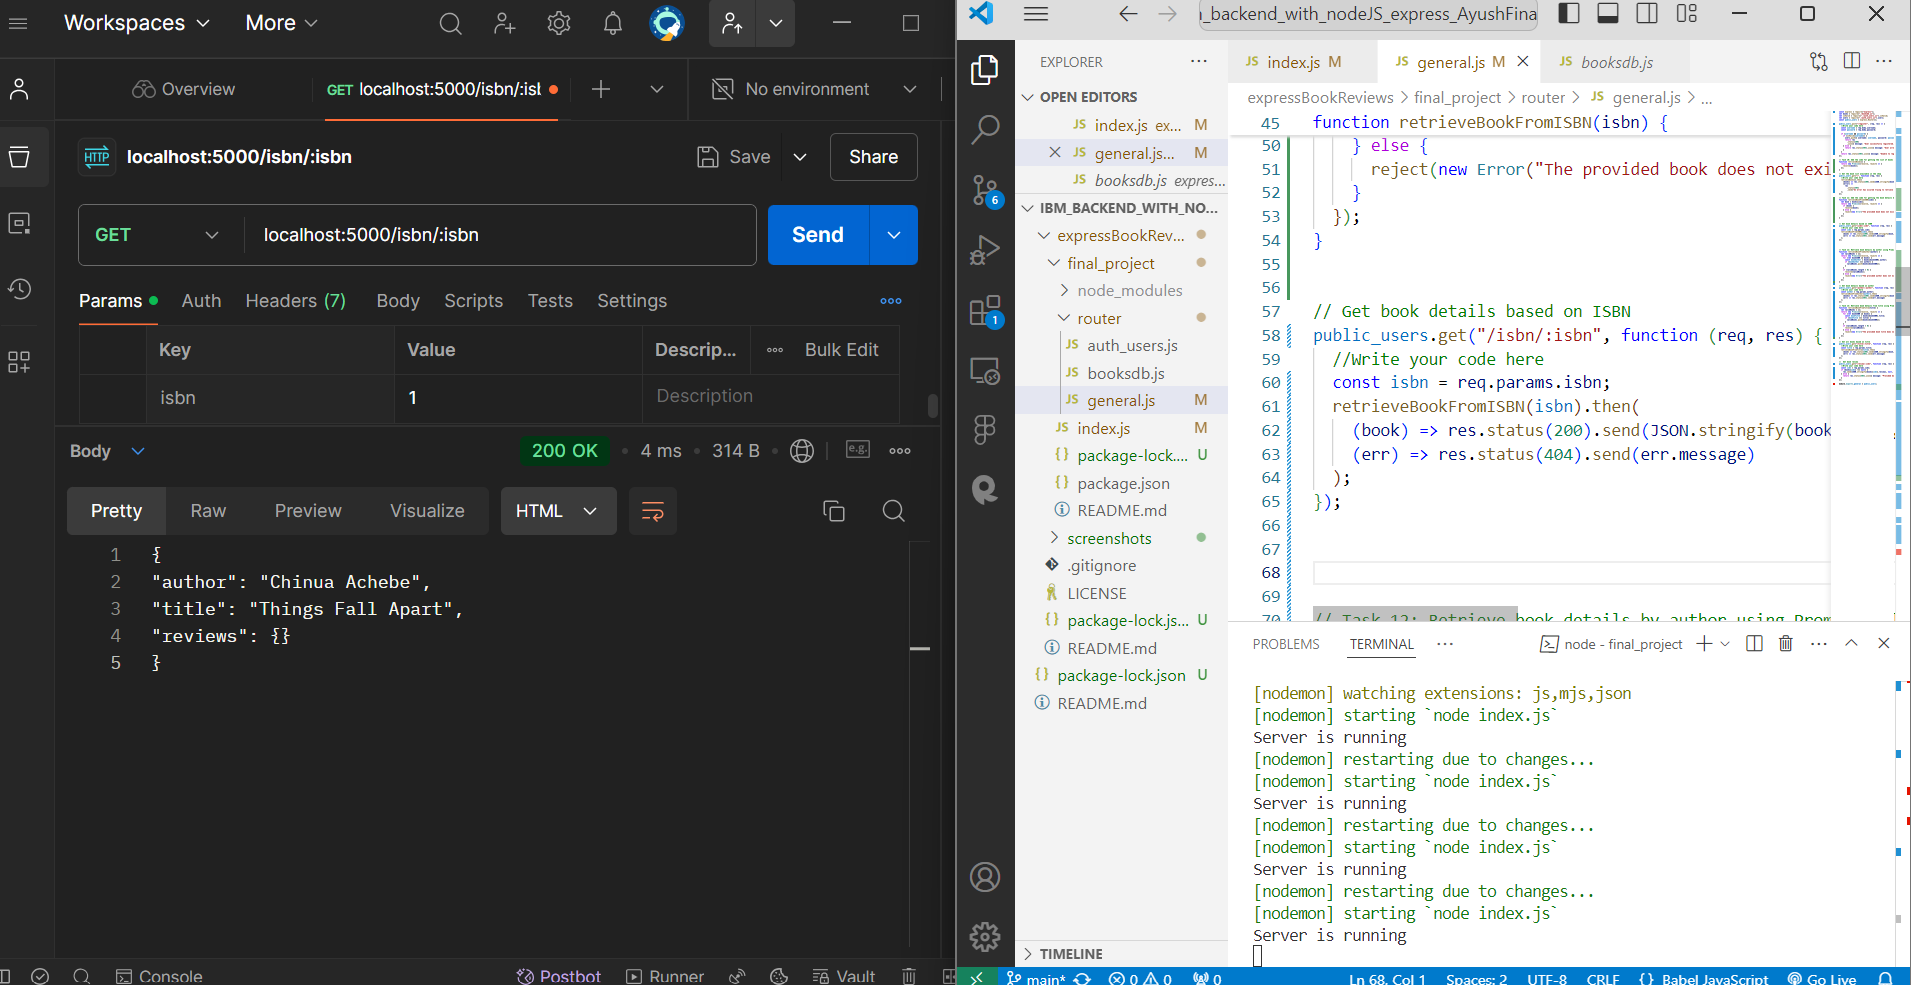 Workspaces
More
Overview
GET localhost:5000/isbn/:isl
No environment
HTTP localhost:5000/isbn/:isbn
Save
Share
GET
localhost:5000/isbn/:isbn
Send
Params
Auth
Headers (7)
Body
Scripts
Tests
Settings
Key
Value
Descrip...
Bulk Edit
isbn
1
Description
Body
200 OK
4 ms
314 B
e.g.
Pretty
Raw
Preview
Visualize
HTML
1 {
2 "author": "Chinua Achebe",
3 "title": "Things Fall Apart",
4 "reviews": {}
5 }
Console
Postbot
Runner
Vault
_backend_with_nodeJS_express_AyushFina
EXPLORER
OPEN EDITORS
JS index.js ex... M
JS general.js... M
JS booksdb.js expres...
IBM_BACKEND_WITH_NO...
expressBookRev...
final_project
node_modules
router
JS auth_users.js
JS booksdb.js
JS general.js M
JS index.js M
{} package-lock.... U
{} package.json
README.md
screenshots
.gitignore
LICENSE
{} package-lock.js... U
README.md
{} package-lock.json U
README.md
TIMELINE
6
1
JS index.js M
JS general.js M
JS booksdb.js
expressBookReviews > final_project > router > JS general.js > ...
45 function retrieveBookFromISBN(isbn) {
50 } else {
51 reject(new Error("The provided book does not exi
52 }
53 });
54 }
55
56
57 // Get book details based on ISBN
58 public_users.get("/isbn/:isbn", function (req, res) {
59 //Write your code here
60 const isbn = req.params.isbn;
61 retrieveBookFromISBN(isbn).then(
62 (book) => res.status(200).send(JSON.stringify(book
63 (err) => res.status(404).send(err.message)
64 );
65 });
66
67
68
69
70 // Task 12: Retrieve book details by author using Prom
PROBLEMS
TERMINAL
node - final_project
[nodemon] watching extensions: js,mjs,json
[nodemon] starting `node index.js`
Server is running
[nodemon] restarting due to changes...
[nodemon] starting `node index.js`
Server is running
[nodemon] restarting due to changes...
[nodemon] starting `node index.js`
Server is running
[nodemon] restarting due to changes...
[nodemon] starting `node index.js`
Server is running
main*
0
0
0
Ln 68, Col 1
Spaces: 2
UTF-8
CRLF
{} Babel JavaScript
Go Live